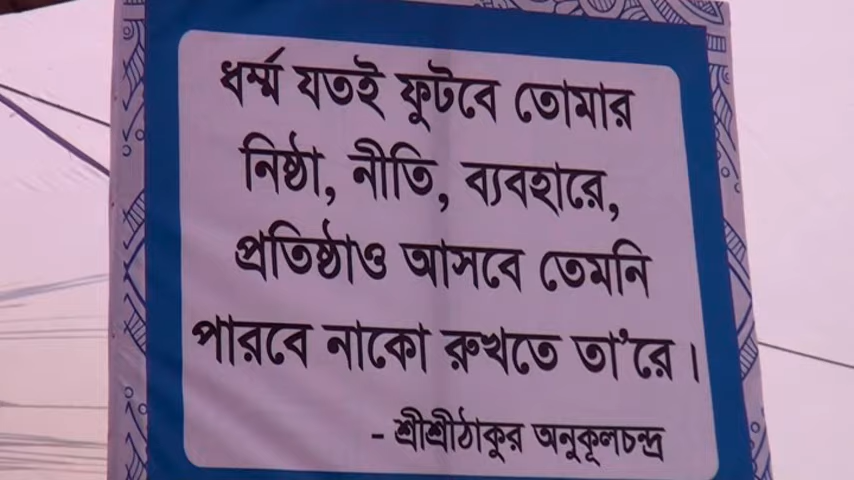 ধর্ম্ম যতই ফুটবে তোমার
নিষ্ঠা, নীতি, ব্যবহারে,
প্রতিষ্ঠাও আসবে তেমনি
পারবে নাকো রুখতে তা'রে।
- শ্রীশ্রীঠাকুর অনুকূলচন্দ্র